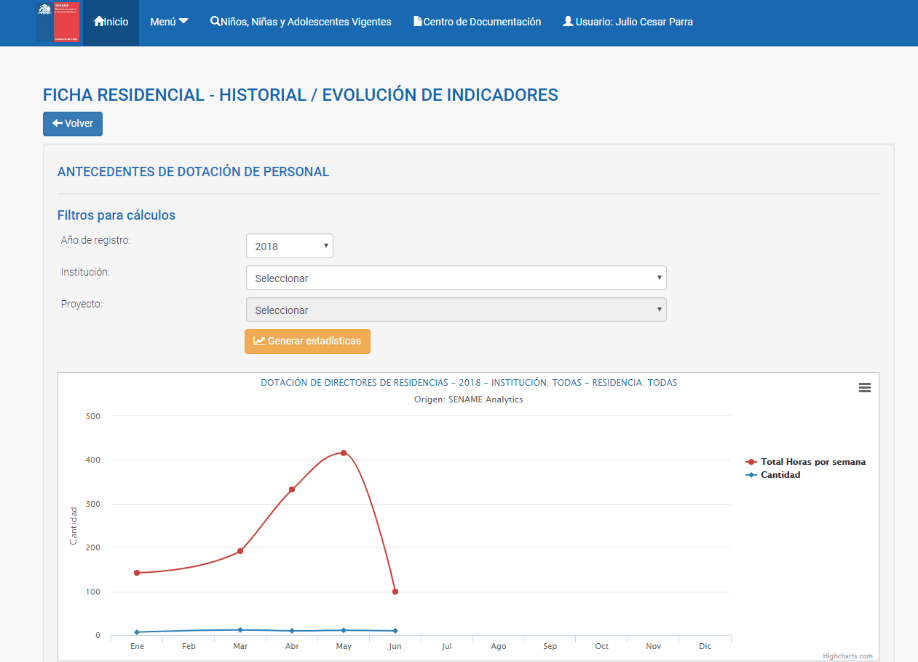 SENAME
Inicio
Menú
Niños, Niñas y Adolescentes Vigentes
Centro de Documentación
Usuario: Julio Cesar Parra
FICHA RESIDENCIAL - HISTORIAL / EVOLUCIÓN DE INDICADORES
Volver
ANTECEDENTES DE DOTACIÓN DE PERSONAL
Filtros para cálculos
Año de registro:
2018
Institución:
Seleccionar
Proyecto:
Seleccionar
Generar estadísticas
DOTACIÓN DE DIRECTORES DE RESIDENCIAS – 2018 – INSTITUCIÓN: TODAS – RESIDENCIA: TODAS
Origen: SENAME Analytics
500
400
300
200
100
0
Cantidad
Total Horas por semana
Cantidad
Ene Feb Mar Abr May Jun Jul Ago Sep Oct Nov Dic
Highcharts.com